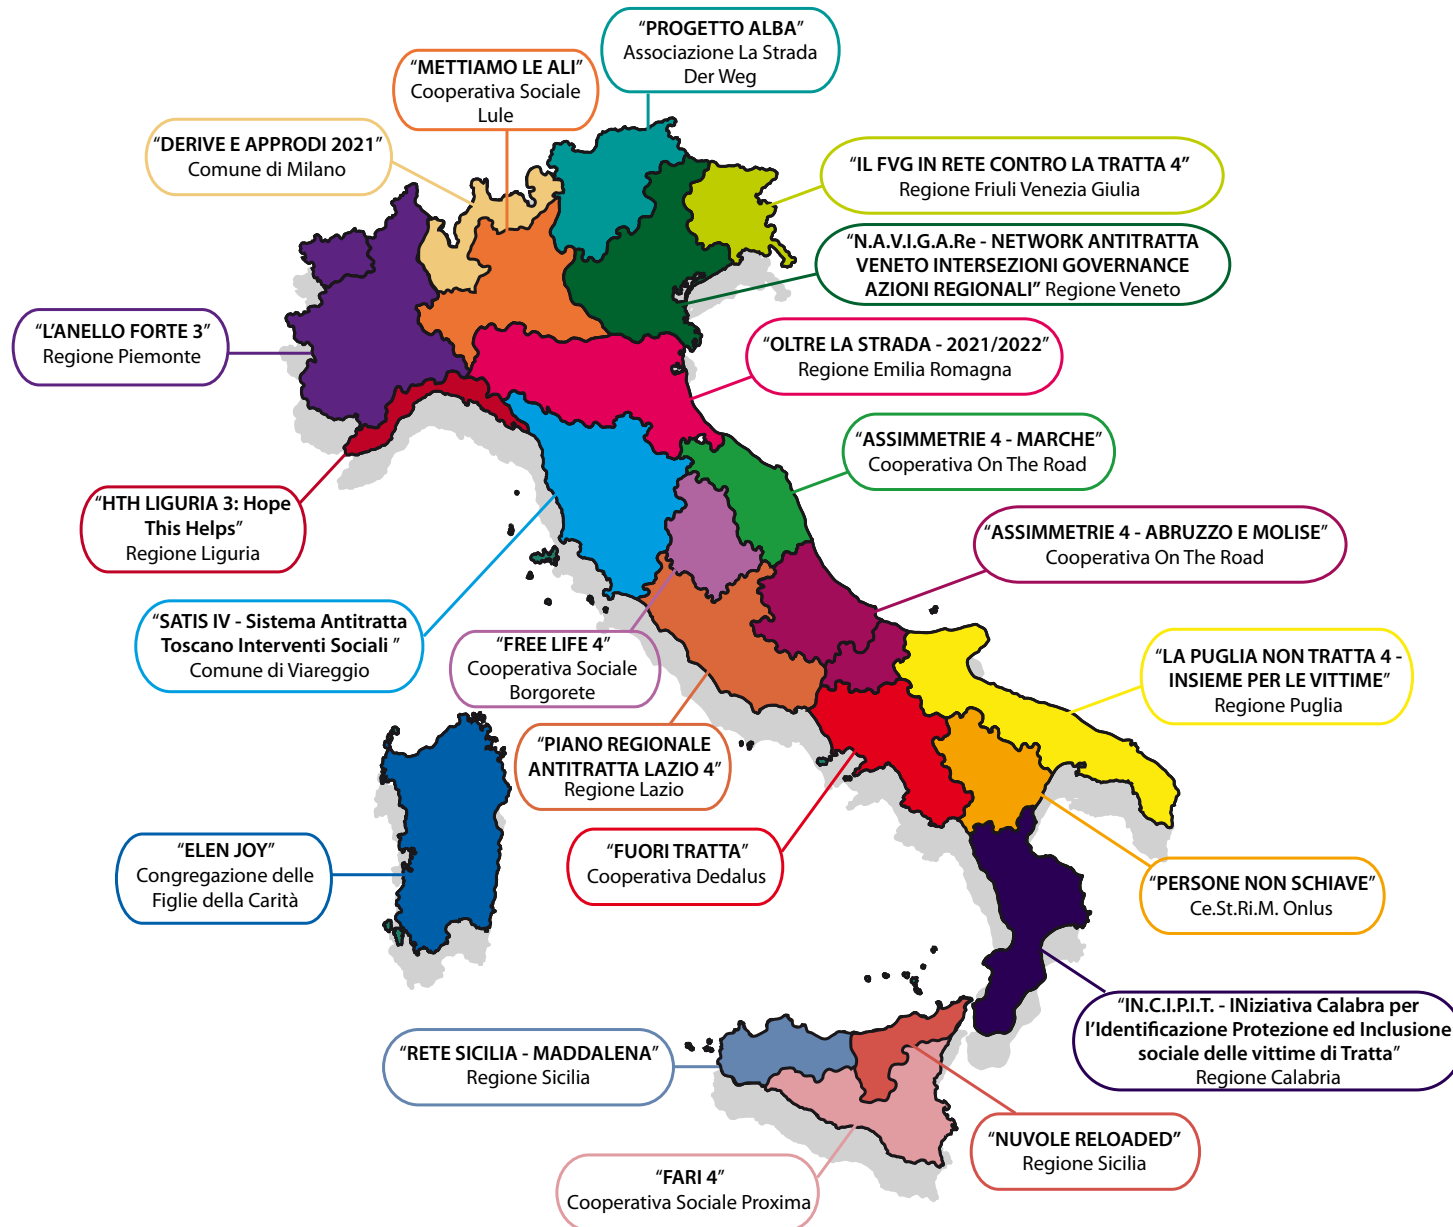 “PROGETTO ALBA”
Associazione La Strada
Der Weg
“METTIAMO LE ALI”
Cooperativa Sociale
Lule
“DERIVE E APPRODI 2021”
Comune di Milano
“IL FVG IN RETE CONTRO LA TRATTA 4”
Regione Friuli Venezia Giulia
“N.A.V.I.G.A.Re - NETWORK ANTITRATTA
VENETO INTERSEZIONI GOVERNANCE
AZIONI REGIONALI” Regione Veneto
“L’ANELLO FORTE 3”
Regione Piemonte
“OLTRE LA STRADA - 2021/2022”
Regione Emilia Romagna
“ASSIMMETRIE 4 - MARCHE”
Cooperativa On The Road
“HTH LIGURIA 3: Hope
This Helps”
Regione Liguria
“ASSIMMETRIE 4 - ABRUZZO E MOLISE”
Cooperativa On The Road
“SATIS IV - Sistema Antitratta
Toscano Interventi Sociali ”
Comune di Viareggio
“FREE LIFE 4”
Cooperativa Sociale
Borgorete
“LA PUGLIA NON TRATTA 4 -
INSIEME PER LE VITTIME”
Regione Puglia
“PIANO REGIONALE
ANTITRATTA LAZIO 4”
Regione Lazio
“ELEN JOY”
Congregazione delle
Figlie della Carità
“FUORI TRATTA”
Cooperativa Dedalus
“PERSONE NON SCHIAVE”
Ce.St.Ri.M. Onlus
“IN.C.I.P.I.T. - INiziativa Calabra per
l’Identificazione Protezione ed Inclusione
sociale delle vittime di Tratta”
Regione Calabria
“RETE SICILIA - MADDALENA”
Regione Sicilia
“NUVOLE RELOADED”
Regione Sicilia
“FARI 4”
Cooperativa Sociale Proxima